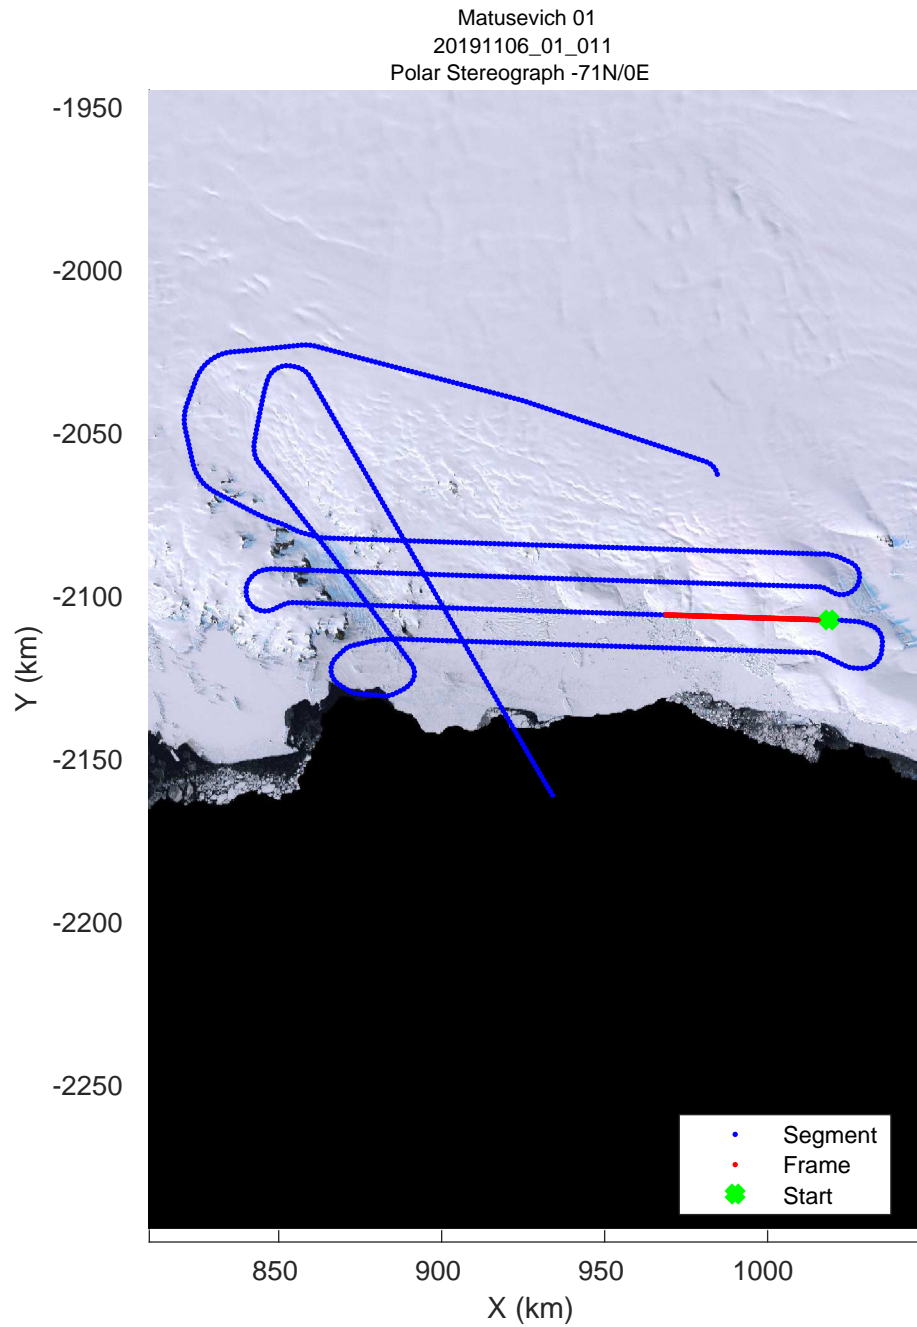 Matusevich 01
20191106_01_011
Polar Stereograph -71N/0E
-1950
-2000
-2050
-2100
-2150
-2200
-2250
Y (km)
850
900
950
1000
X (km)
Segment
Frame
Start